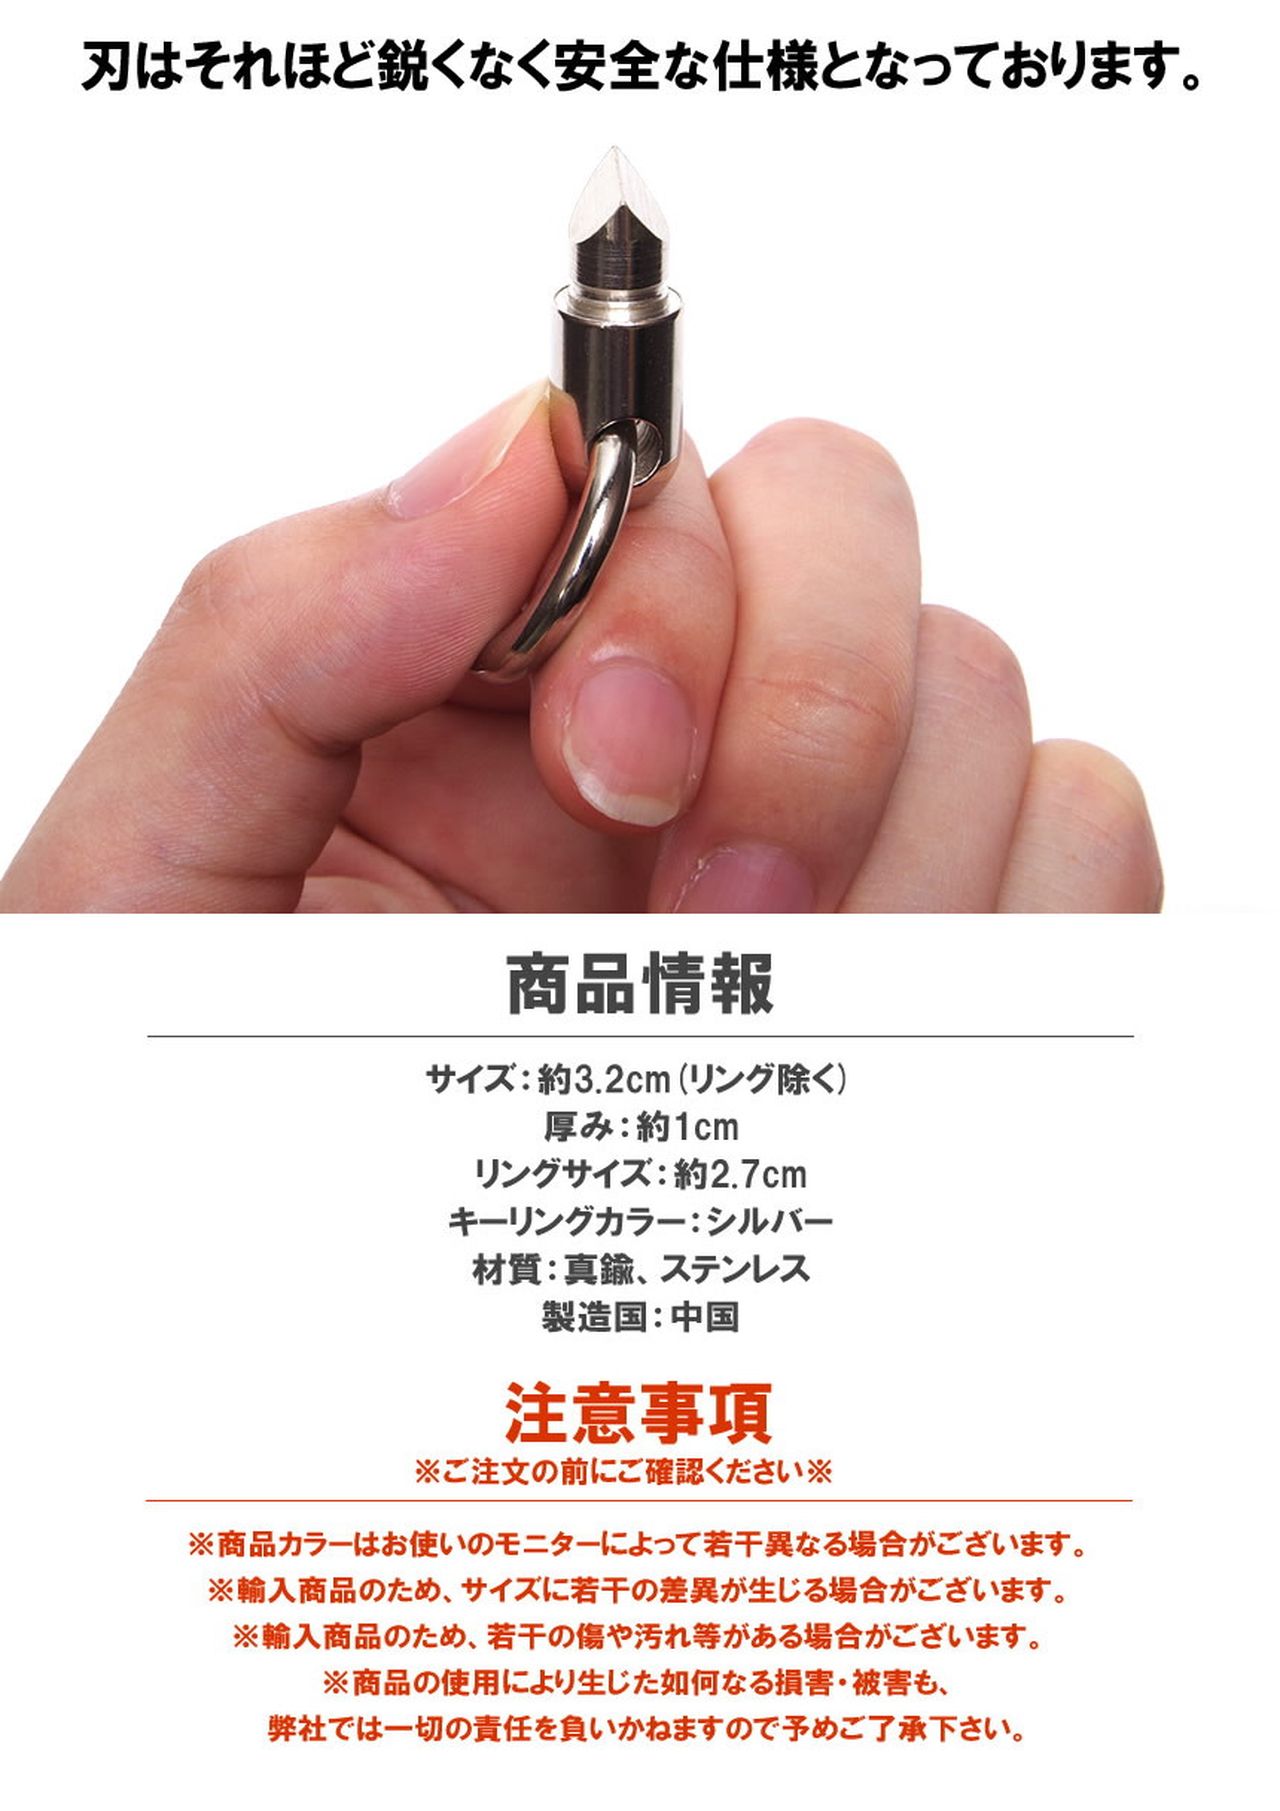 刃はそれほど鋭くなく安全な仕様となっております。
商品情報
サイズ：約3.2cm（リング除く）
厚み：約1cm
リングサイズ：約2.7cm
キーリングカラー：シルバー
材質：真鍮、ステンレス
製造国：中国
注意事項
※ご注文の前にご確認ください※
※商品カラーはお使いのモニターによって若干異なる場合がございます。
※輸入商品のため、サイズに若干の差異が生じる場合がございます。
※輸入商品のため、若干の傷や汚れ等がある場合がございます。
※商品の使用により生じた如何なる損害・被害も、
弊社では一切の責任を負いかねますので予めご了承下さい。